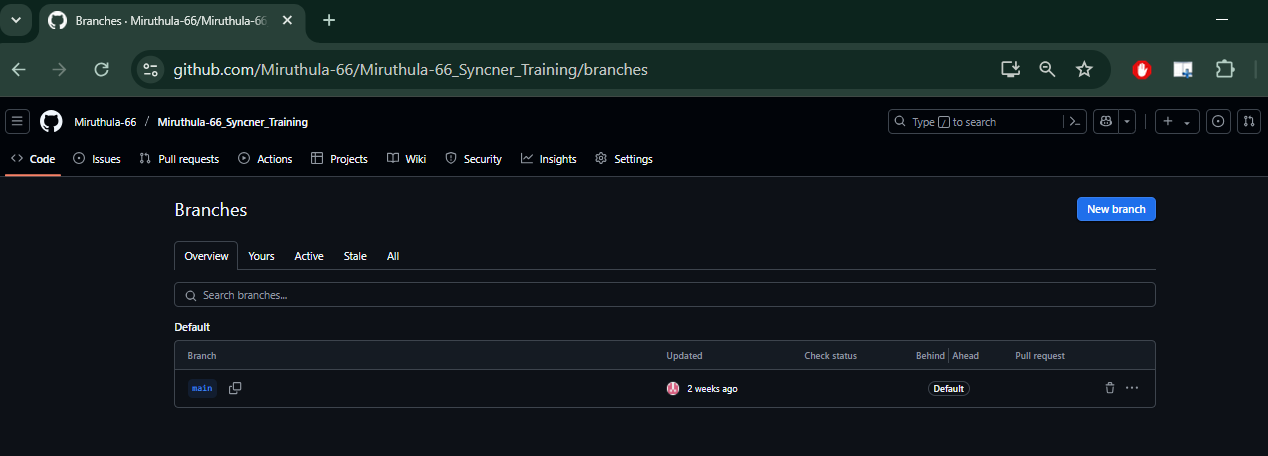 Branches · Miruthula-66/Miruthula-66
github.com/Miruthula-66/Miruthula-66_Syncner_Training/branches
Miruthula-66 / Miruthula-66_Syncner_Training
Type / to search
Code Issues Pull requests Actions Projects Wiki Security Insights Settings
Branches
New branch
Overview Yours Active Stale All
Search branches...
Default
Branch Updated Check status Behind Ahead Pull request
main 2 weeks ago Default